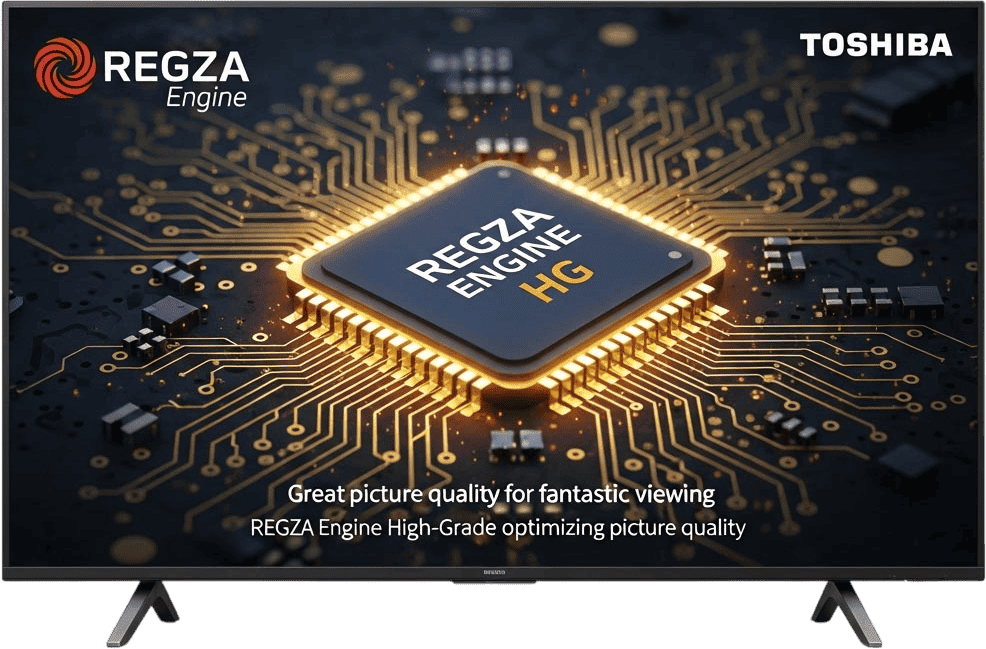 REGZA
Engine
TOSHIBA
REGZA
ENGINE
HG
Great picture quality for fantastic viewing
REGZA Engine High-Grade optimizing picture quality